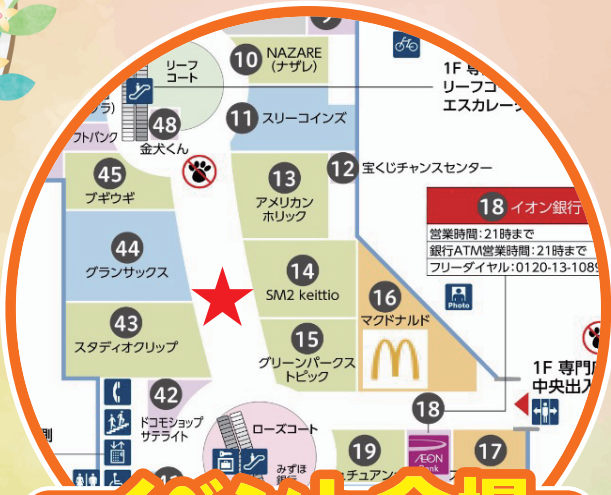 10 NAZARE
(ナザレ)
リーフ
コート
11 スリーコインズ
48
金犬くん
フトバンク
45
ブギウギ
13
アメリカン
ホリック
12 宝くじチャンスセンター
18 イオン銀行
営業時間:21時まで
銀行ATM営業時間:21時まで
フリーダイヤル:0120-13-1089
44
グランサックス
14
SM2 keittio
16
マクドナルド
Photo
43
スタディオクリップ
15
グリーンパークス
トピック
1F 専門
中央出入
42
ドコモショップ
サテライト
ローズコート
みずほ
銀行
18
19
AEON
Bank
17
1F 専
リーフコ
エスカレー